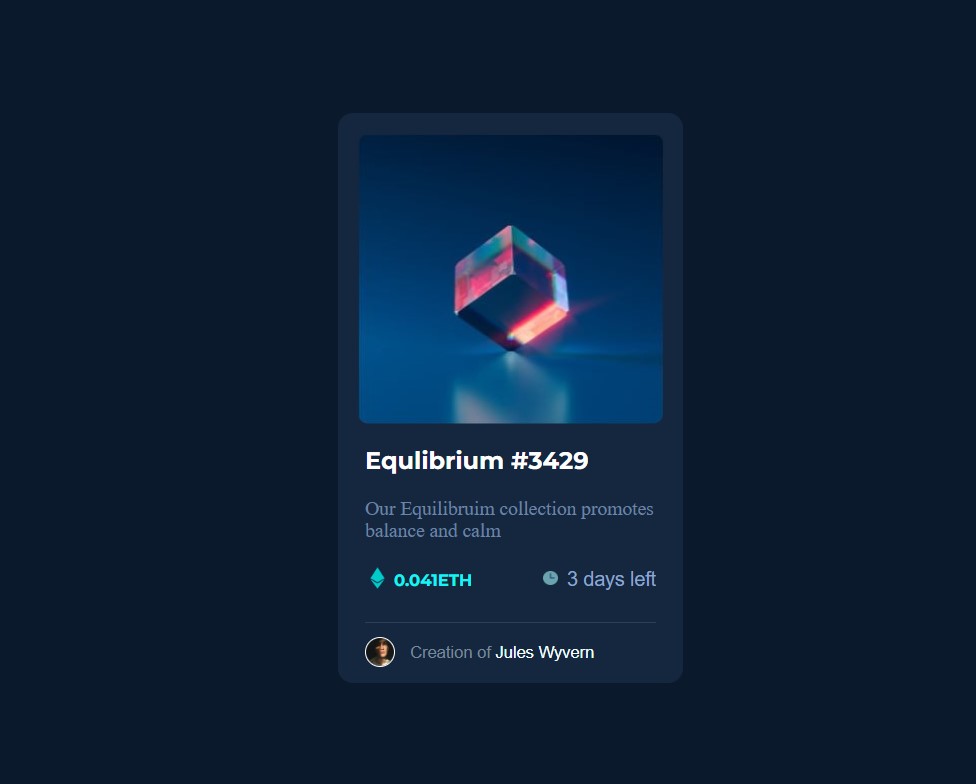 Equlibrium #3429
Our Equilibruim collection promotes
balance and calm
0.041ETH 3 days left
Creation of Jules Wyvern